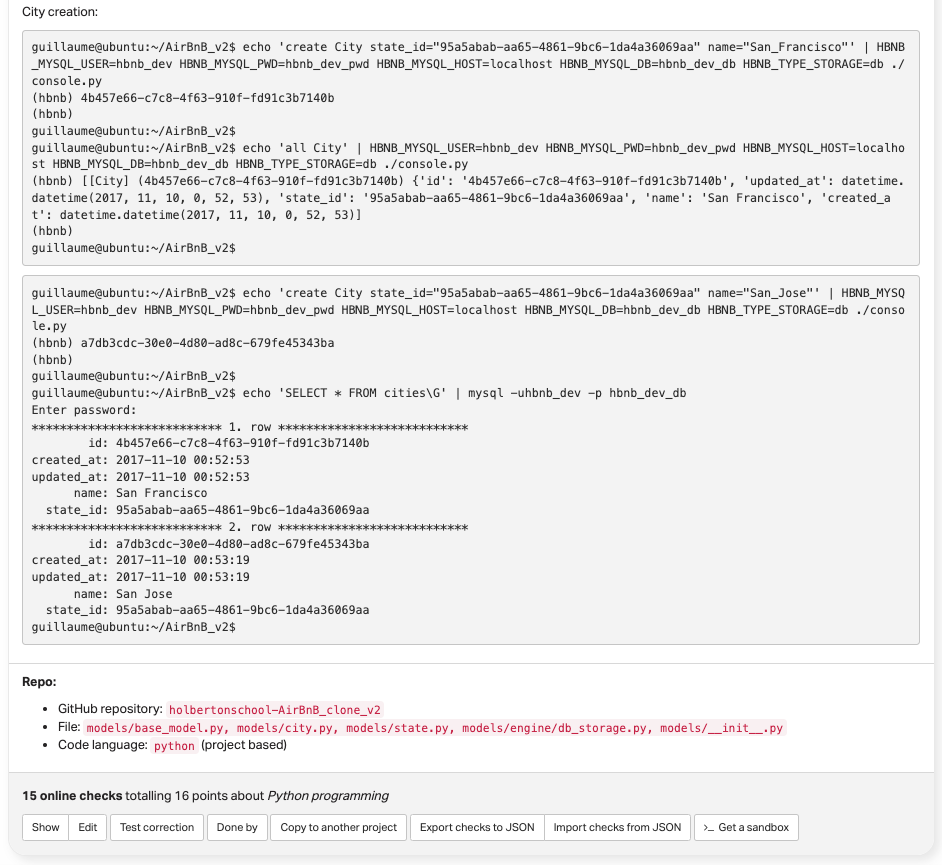 City creation:
guillaume@ubuntu:~/AirBnB_v2$ echo 'create City state_id="95a5abab-aa65-4861-9bc6-1da4a36069aa" name="San_Francisco"' | HBNB
_MYSQL_USER=hbnb_dev HBNB_MYSQL_PWD=hbnb_dev_pwd HBNB_MYSQL_HOST=localhost HBNB_MYSQL_DB=hbnb_dev_db HBNB_TYPE_STORAGE=db ./
console.py
(hbnb) 4b457e66-c7c8-4f63-910f-fd91c3b7140b
(hbnb)
guillaume@ubuntu:~/AirBnB_v2$
guillaume@ubuntu:~/AirBnB_v2$ echo 'all City' | HBNB_MYSQL_USER=hbnb_dev HBNB_MYSQL_PWD=hbnb_dev_pwd HBNB_MYSQL_HOST=localho
st HBNB_MYSQL_DB=hbnb_dev_db HBNB_TYPE_STORAGE=db ./console.py
(hbnb) [[City] (4b457e66-c7c8-4f63-910f-fd91c3b7140b) {'id': '4b457e66-c7c8-4f63-910f-fd91c3b7140b', 'updated_at': datetime.
datetime(2017, 11, 10, 0, 52, 53), 'state_id': '95a5abab-aa65-4861-9bc6-1da4a36069aa', 'name': 'San Francisco', 'created_a
t': datetime.datetime(2017, 11, 10, 0, 52, 53)]
(hbnb)
guillaume@ubuntu:~/AirBnB_v2$
guillaume@ubuntu:~/AirBnB_v2$ echo 'create City state_id="95a5abab-aa65-4861-9bc6-1da4a36069aa" name="San_Jose"' | HBNB_MYSQ
L_USER=hbnb_dev HBNB_MYSQL_PWD=hbnb_dev_pwd HBNB_MYSQL_HOST=localhost HBNB_MYSQL_DB=hbnb_dev_db HBNB_TYPE_STORAGE=db ./conso
le.py
(hbnb) a7db3cdc-30e0-4d80-ad8c-679fe45343ba
(hbnb)
guillaume@ubuntu:~/AirBnB_v2$
guillaume@ubuntu:~/AirBnB_v2$ echo 'SELECT * FROM cities\G' | mysql -uhbnb_dev -p hbnb_dev_db
Enter password:
*************************** 1. row ***************************
id: 4b457e66-c7c8-4f63-910f-fd91c3b7140b
created_at: 2017-11-10 00:52:53
updated_at: 2017-11-10 00:52:53
name: San Francisco
state_id: 95a5abab-aa65-4861-9bc6-1da4a36069aa
*************************** 2. row ***************************
id: a7db3cdc-30e0-4d80-ad8c-679fe45343ba
created_at: 2017-11-10 00:53:19
updated_at: 2017-11-10 00:53:19
name: San Jose
state_id: 95a5abab-aa65-4861-9bc6-1da4a36069aa
guillaume@ubuntu:~/AirBnB_v2$
Repo:
• GitHub repository: holbertonschool-AirBnB_clone_v2
• File: models/base_model.py, models/city.py, models/state.py, models/engine/db_storage.py, models/__init__.py
• Code language: python (project based)
15 online checks totalling 16 points about Python programming
Show Edit Test correction Done by Copy to another project Export checks to JSON Import checks from JSON >_ Get a sandbox